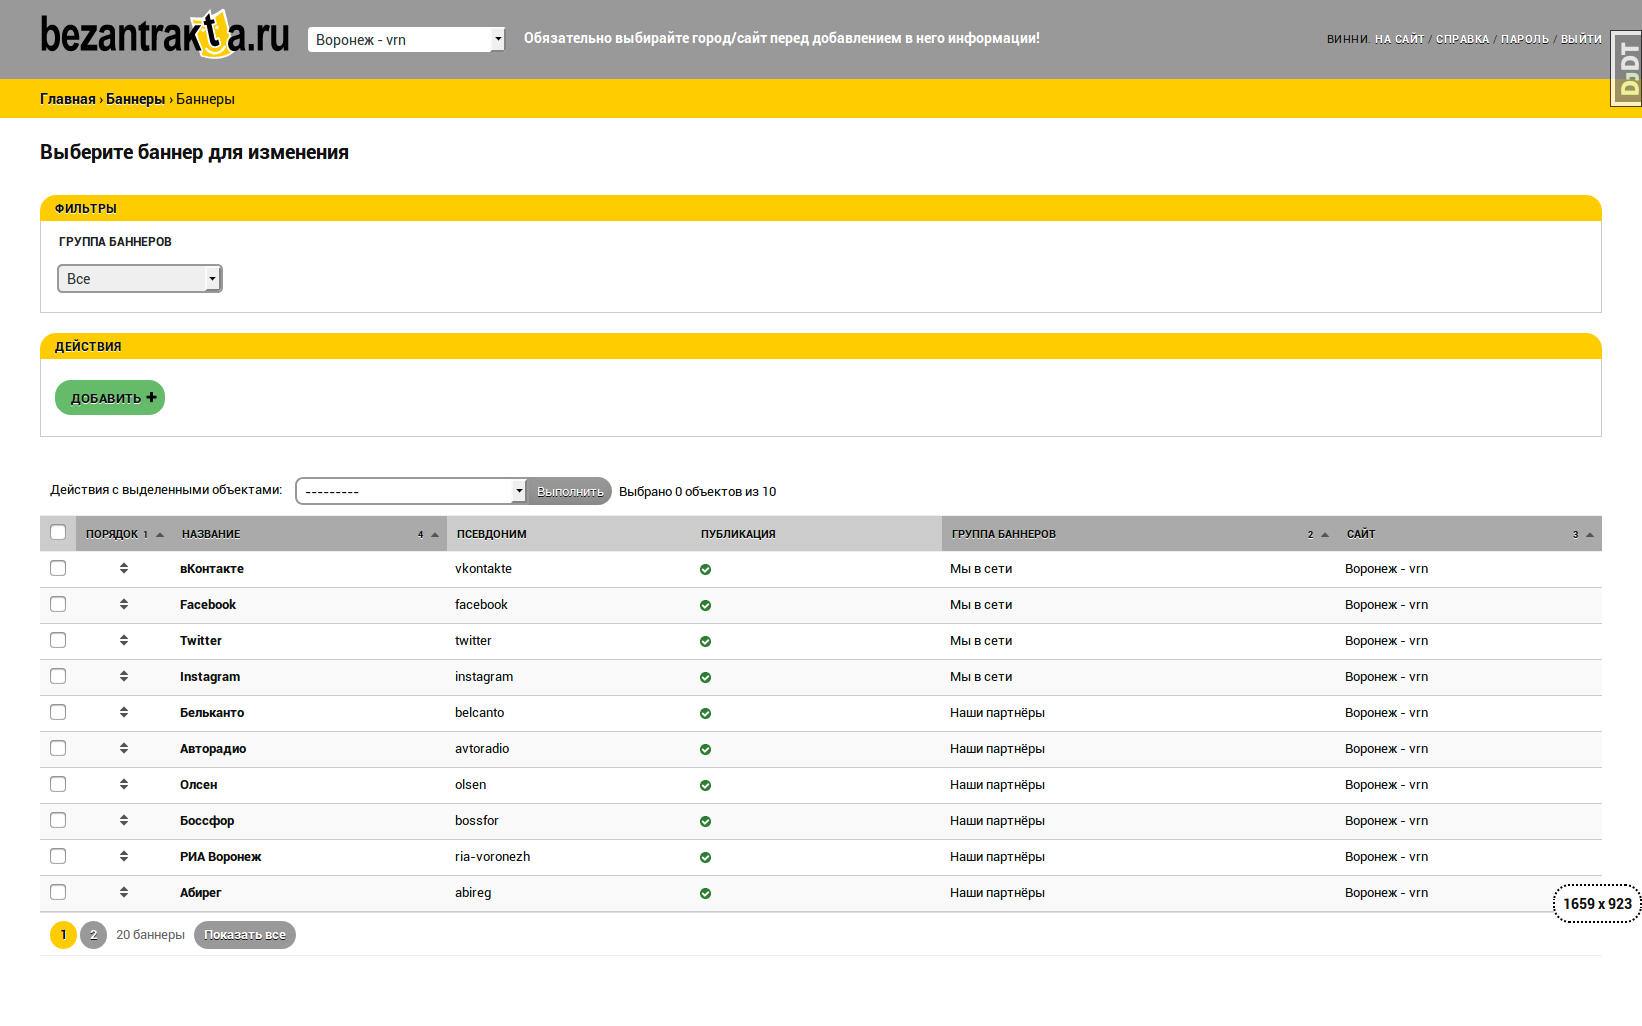 bezantrakta.ru
Воронеж - vrn
Обязательно выбирайте город/сайт перед добавлением в него информации!
ВИННИ. НА САЙТ / СПРАВКА / ПАРОЛЬ / ВЫЙТИ
DjDT
Главная › Баннеры › Баннеры
Выберите баннер для изменения
ФИЛЬТРЫ
ГРУППА БАННЕРОВ
Все
ДЕЙСТВИЯ
ДОБАВИТЬ +
Действия с выделенными объектами: --------- Выполнить Выбрано 0 объектов из 10
ПОРЯДОК 1 НАЗВАНИЕ 4 ПСЕВДОНИМ ПУБЛИКАЦИЯ ГРУППА БАННЕРОВ 2 САЙТ 3
вКонтакте vkontakte Мы в сети Воронеж - vrn
Facebook facebook Мы в сети Воронеж - vrn
Twitter twitter Мы в сети Воронеж - vrn
Instagram instagram Мы в сети Воронеж - vrn
Бельканто belcanto Наши партнёры Воронеж - vrn
Авторадио avtoradio Наши партнёры Воронеж - vrn
Олсен olsen Наши партнёры Воронеж - vrn
Боссфор bossfor Наши партнёры Воронеж - vrn
РИА Воронеж ria-voronezh Наши партнёры Воронеж - vrn
Абирег abireg Наши партнёры Воронеж - vrn
1659 x 923
1 2 20 баннеры Показать все